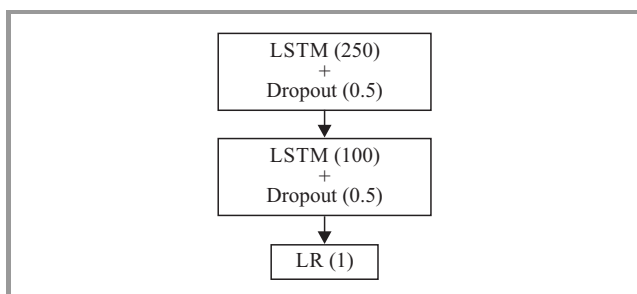 LSTM (250)
+
Dropout (0.5)
LSTM (100)
+
Dropout (0.5)
LR (1)